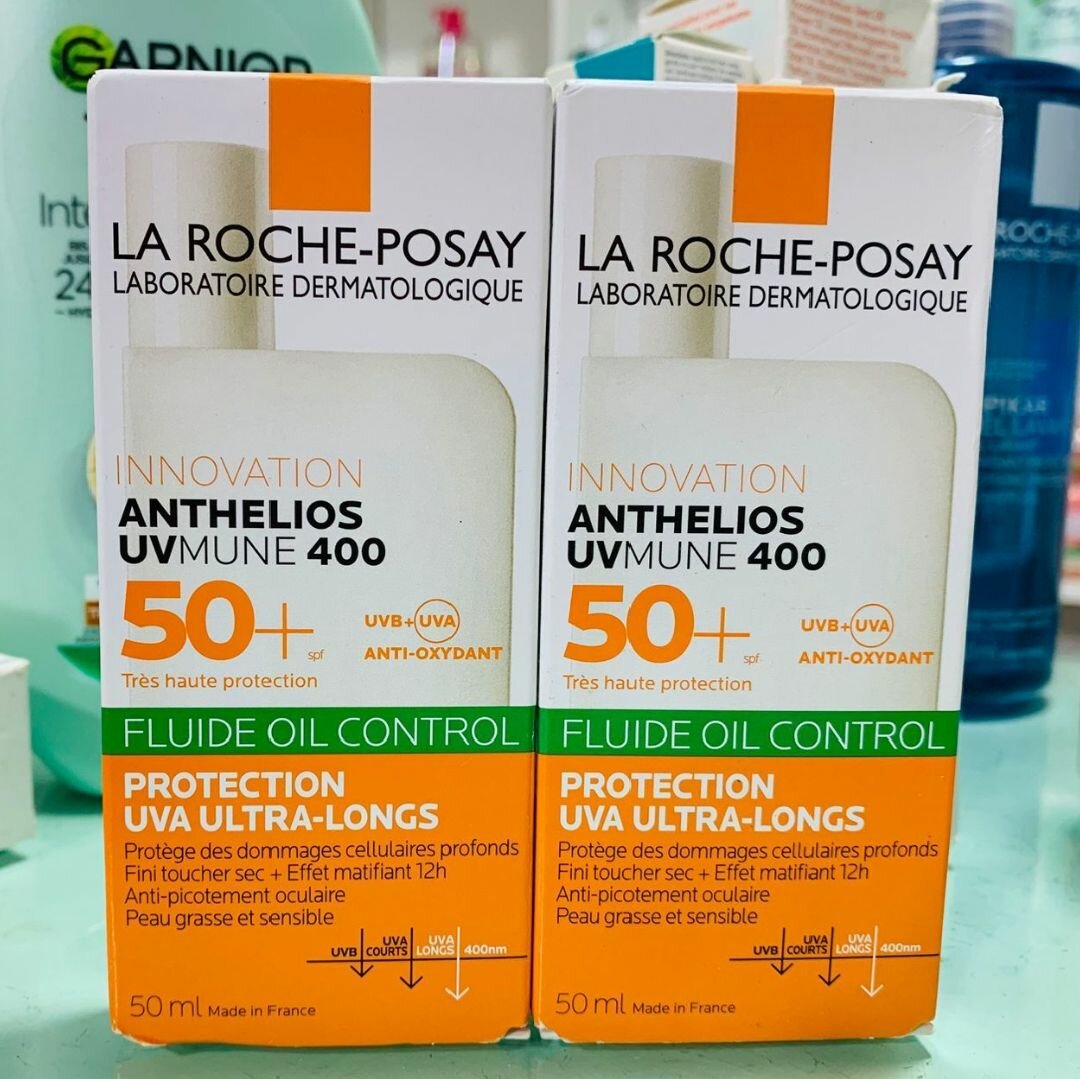 GARNIER
24
LA ROCHE-POSAY
LABORATOIRE DERMATOLOGIQUE
INNOVATION
ANTHELIOS
UVMUNE 400
50+ spf
UVB+ UVA
ANTI-OXYDANT
Très haute protection
FLUIDE OIL CONTROL
PROTECTION
UVA ULTRA-LONGS
Protège des dommages cellulaires profonds
Fini toucher sec + Effet matifiant 12h
Anti-picotement oculaire
Peau grasse et sensible
UVB UVA COURTS UVA LONGS 400nm
50 ml Made in France
LA ROCHE-POSAY
LABORATOIRE DERMATOLOGIQUE
INNOVATION
ANTHELIOS
UVMUNE 400
50+ spf
UVB+ UVA
ANTI-OXYDANT
Très haute protection
FLUIDE OIL CONTROL
PROTECTION
UVA ULTRA-LONGS
Protège des dommages cellulaires profonds
Fini toucher sec + Effet matifiant 12h
Anti-picotement oculaire
Peau grasse et sensible
UVB UVA COURTS UVA LONGS 400nm
50 ml Made in France